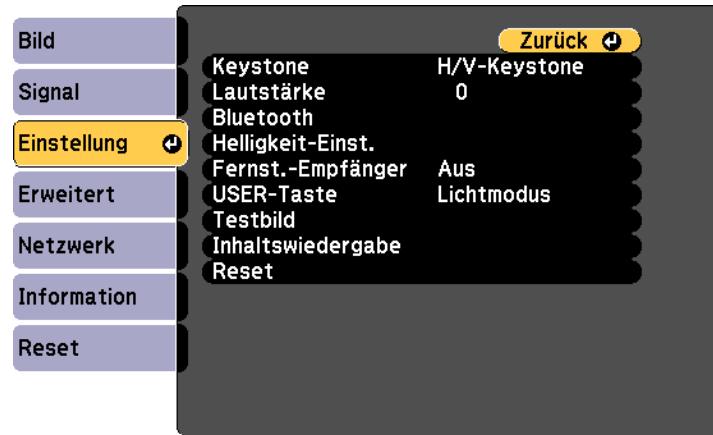 Bild
Signal
Einstellung
Erweitert
Netzwerk
Information
Reset
Zurück
Keystone H/V-Keystone
Lautstärke 0
Bluetooth
Helligkeit-Einst.
Fernst.-Empfänger Aus
USER-Taste Lichtmodus
Testbild
Inhaltswiedergabe
Reset